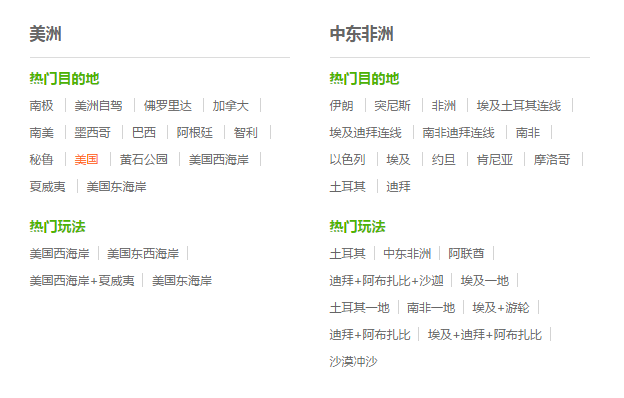 美洲
热门目的地
南极 美洲自驾 佛罗里达 加拿大
南美 墨西哥 巴西 阿根廷 智利
秘鲁 美国 黄石公园 美国西海岸
夏威夷 美国东海岸
热门玩法
美国西海岸 美国东西海岸
美国西海岸+夏威夷 美国东海岸
中东非洲
热门目的地
伊朗 突尼斯 非洲 埃及土耳其连线
埃及迪拜连线 南非迪拜连线 南非
以色列 埃及 约旦 肯尼亚 摩洛哥
土耳其 迪拜
热门玩法
土耳其 中东非洲 阿联酋
迪拜+阿布扎比+沙迦 埃及一地
土耳其一地 南非一地 埃及+游轮
迪拜+阿布扎比 埃及+迪拜+阿布扎比
沙漠冲沙